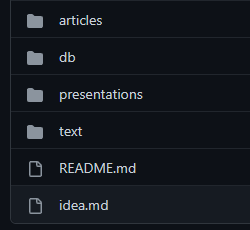 articles
db
presentations
text
README.md
idea.md